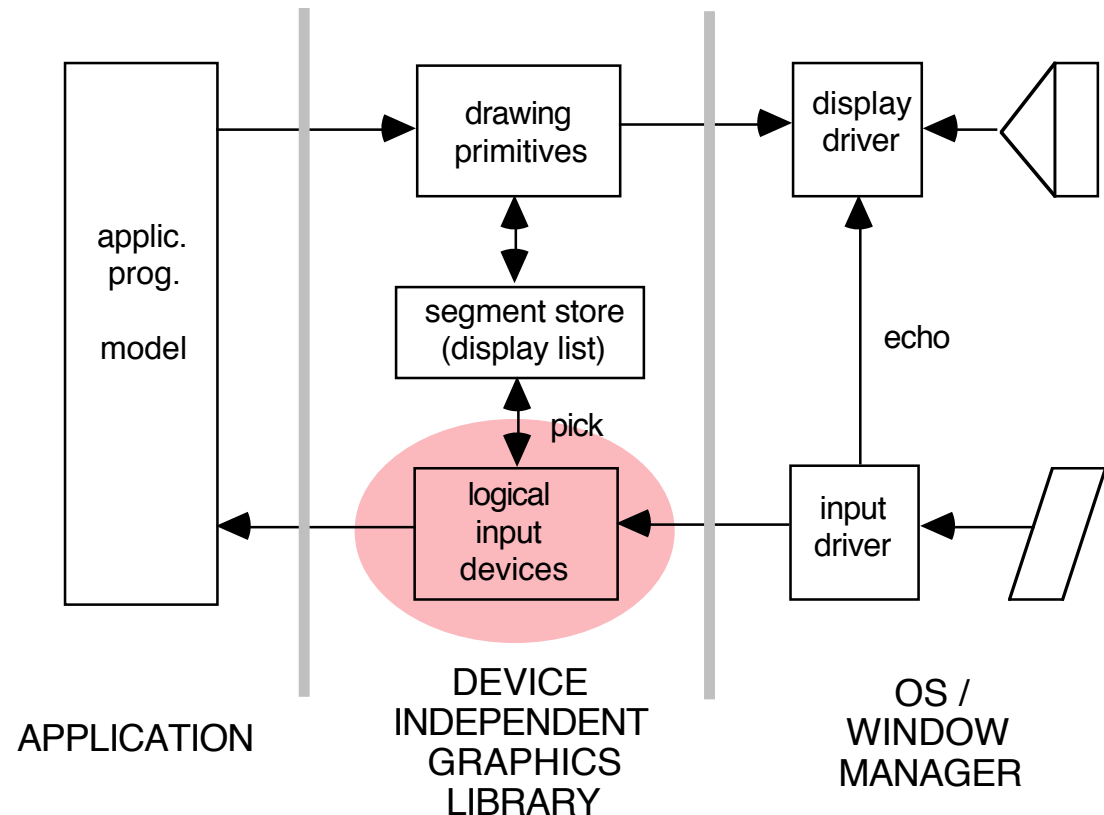 applic.
prog.
model
drawing
primitives
segment store
(display list)
pick
logical
input
devices
display
driver
echo
input
driver
APPLICATION
DEVICE
INDEPENDENT
GRAPHICS
LIBRARY
OS /
WINDOW
MANAGER